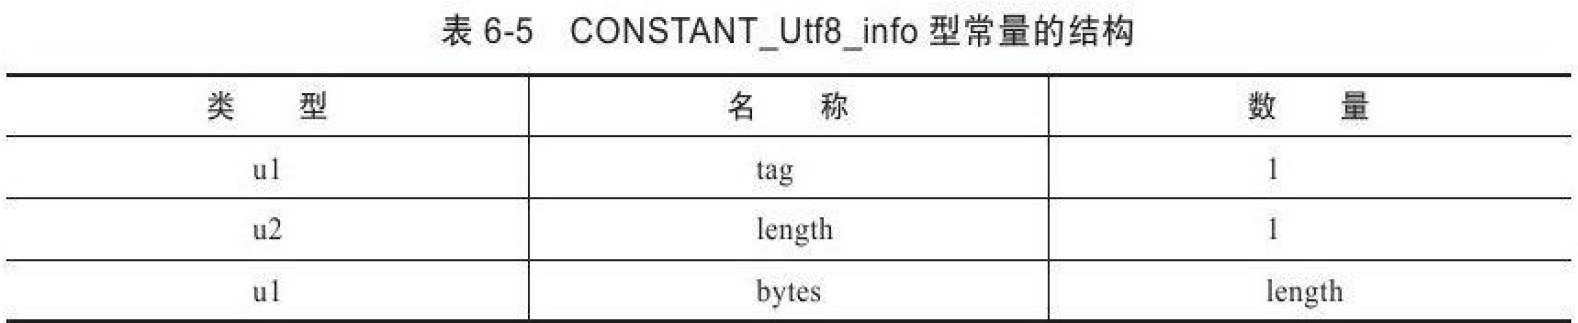 表 6-5 CONSTANT_Utf8_info 型常量的结构
类 型 名 称 数 量
u1 tag 1
u2 length 1
u1 bytes length